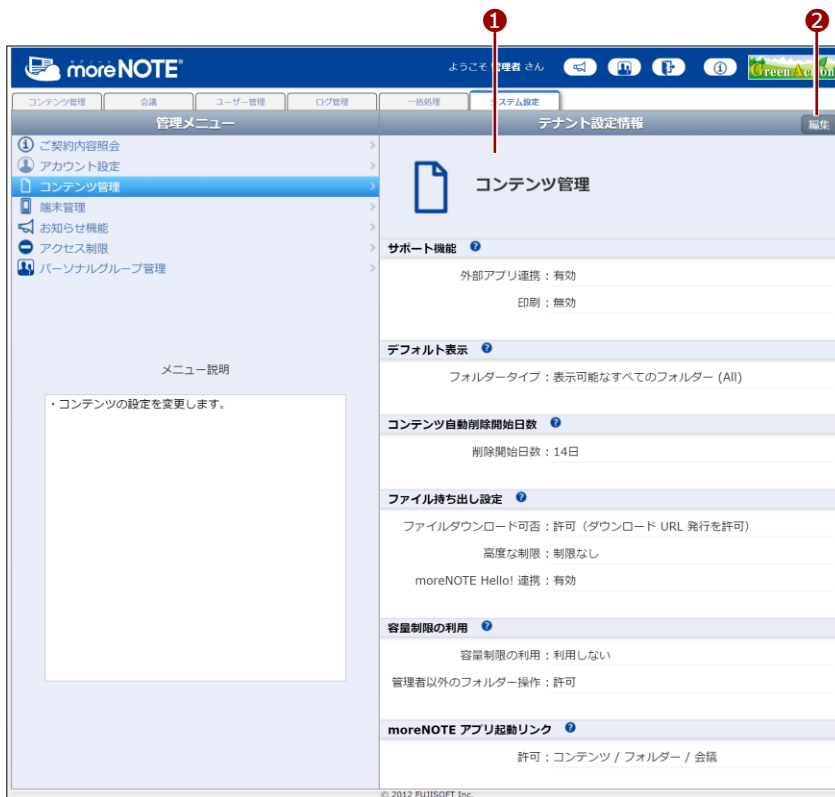 1
2
moreNOTE®
ようこそ 管理者 さん
Green Action
コンテンツ管理
会議
ユーザー管理
ログ管理
一括処理
システム設定
管理メニュー
テナント設定情報
編集
ご契約内容照会
アカウント設定
コンテンツ管理
端末管理
お知らせ機能
アクセス制限
パーソナルグループ管理
メニュー説明
・コンテンツの設定を変更します。
コンテンツ管理
サポート機能
外部アプリ連携：有効
印刷：無効
デフォルト表示
フォルダータイプ：表示可能なすべてのフォルダー (All)
コンテンツ自動削除開始日数
削除開始日数：14日
ファイル持ち出し設定
ファイルダウンロード可否：許可（ダウンロード URL 発行を許可）
高度な制限：制限なし
moreNOTE Hello! 連携：有効
容量制限の利用
容量制限の利用：利用しない
管理者以外のフォルダー操作：許可
moreNOTE アプリ起動リンク
許可：コンテンツ / フォルダー / 会議
© 2012 FUJISOFT Inc.